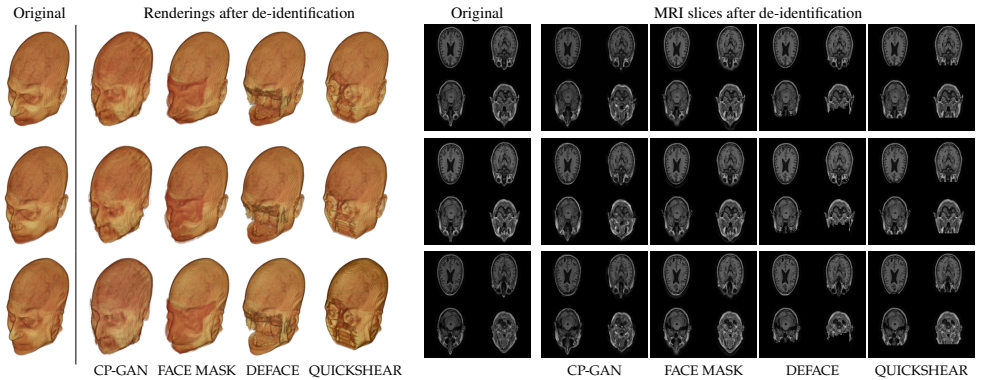 Original
Renderings after de-identification
Original
MRI slices after de-identification
CP-GAN
FACE MASK
DEFACE
QUICKSHEAR
CP-GAN
FACE MASK
DEFACE
QUICKSHEAR